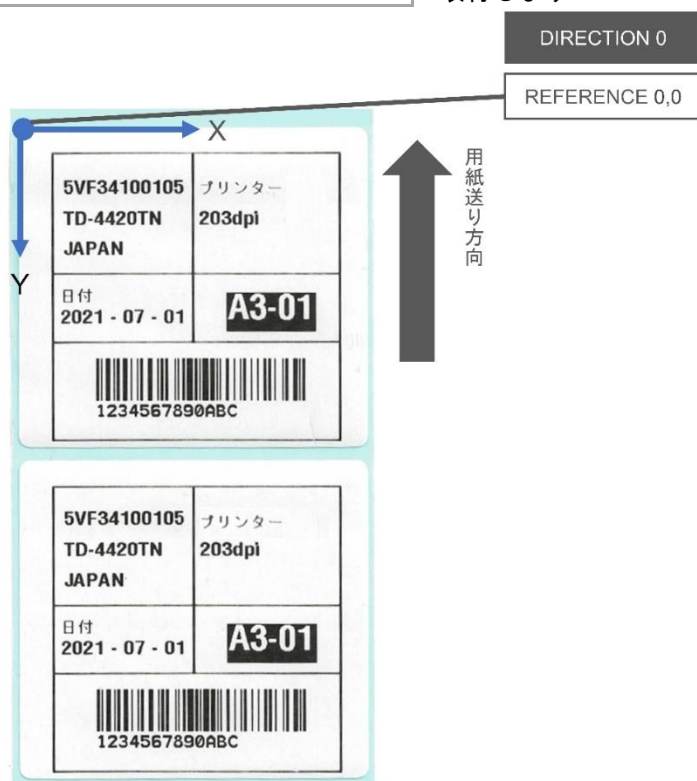 DIRECTION 0
REFERENCE 0,0
X
Y
用紙送り方向
5VF34100105
プリンター
TD-4420TN
203dpi
JAPAN
日付
2021 - 07 - 01
A3-01
1234567890ABC
5VF34100105
プリンター
TD-4420TN
203dpi
JAPAN
日付
2021 - 07 - 01
A3-01
1234567890ABC